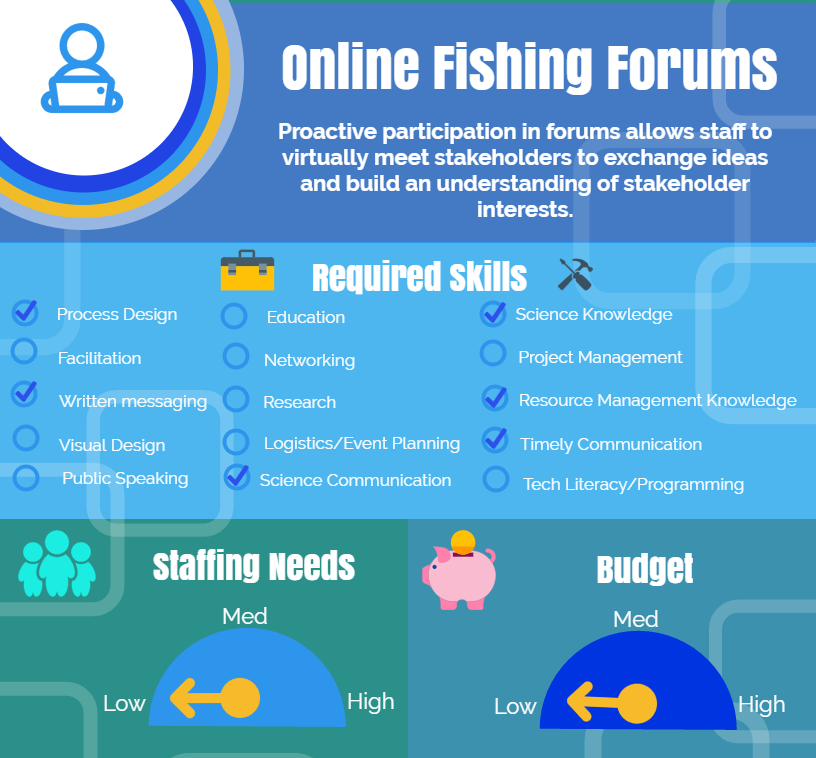 Online Fishing Forums
Proactive participation in forums allows staff to
virtually meet stakeholders to exchange ideas
and build an understanding of stakeholder
interests.
Required Skills
Process Design
Facilitation
Written messaging
Visual Design
Public Speaking
Education
Networking
Research
Logistics/Event Planning
Science Communication
Science Knowledge
Project Management
Resource Management Knowledge
Timely Communication
Tech Literacy/Programming
Staffing Needs
Med
Low
High
Budget
Med
Low
High